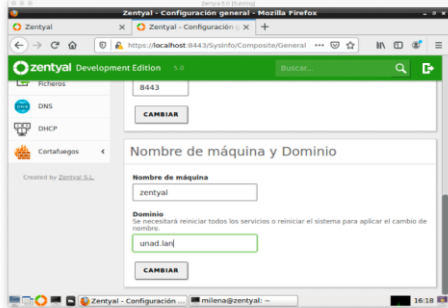 Zentyal - Configuración general - Mozilla Firefox
Zentyal
Zentyal - Configuración g
https://localhost:8443/SysInfo/Composite/General
zentyal Development Edition 5.0
Buscar...
Ficheros
DNS
DHCP
Cortafuegos
Created by Zentyal S.L.
8443
CAMBIAR
Nombre de máquina y Dominio
Nombre de máquina
zentyal
Dominio
Se necesitará reiniciar todos los servicios o reiniciar el sistema para aplicar el cambio de
nombre.
unad.lan
CAMBIAR
Zentyal - Configuración ...
milena@zentyal: ~
16:18